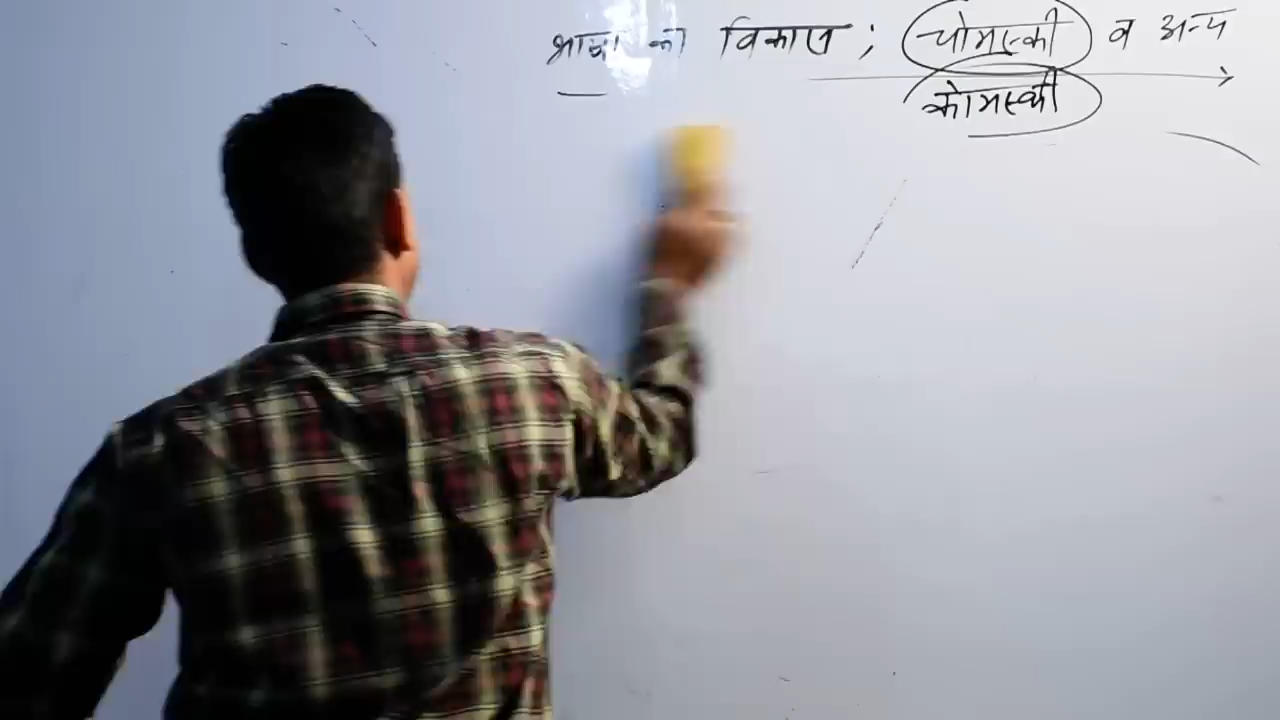 भाषा का विकास ; चोमस्की व अन्य
कोमस्की